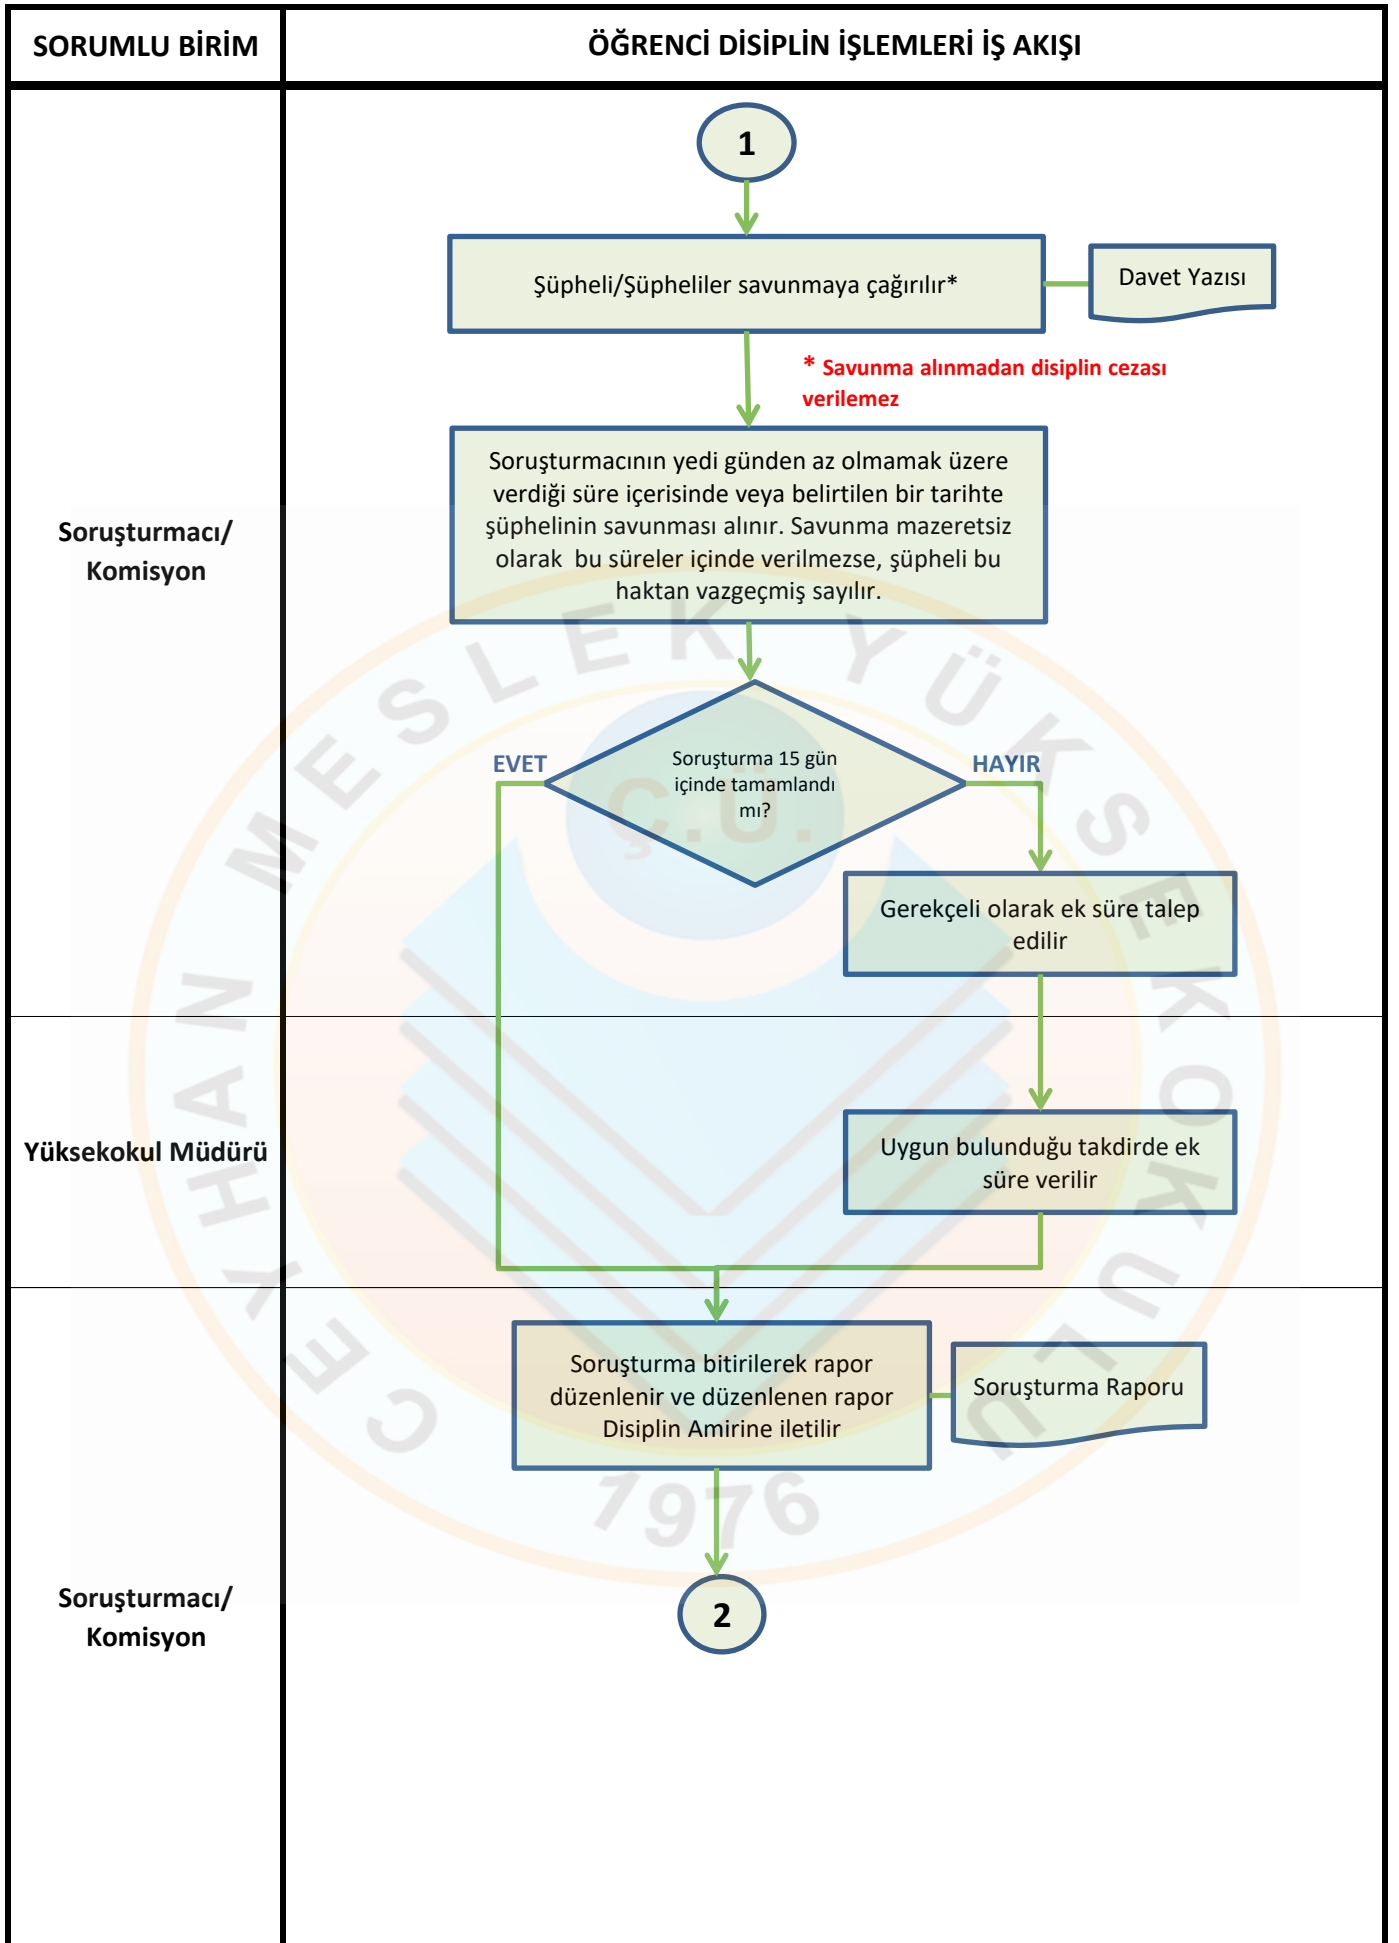 SORUMLU BİRİM
ÖĞRENCİ DİSİPLİN İŞLEMLERİ İŞ AKIŞI
1
Şüpheli/Şüpheliler savunmaya çağırılır*
Davet Yazısı
* Savunma alınmadan disiplin cezası
verilemez
Soruşturmacının yedi günden az olmamak üzere
verdiği süre içerisinde veya belirtilen bir tarihte
şüphelinin savunması alınır. Savunma mazeretsiz
olarak bu süreler içinde verilmezse, şüpheli bu
haktan vazgeçmiş sayılır.
Soruşturmacı/
Komisyon
EVET
Soruşturma 15 gün
içinde tamamlandı
mı?
HAYIR
Gerekçeli olarak ek süre talep
edilir
Yüksekokul Müdürü
Uygun bulunduğu takdirde ek
süre verilir
Soruşturma bitirilerek rapor
düzenlenir ve düzenlenen rapor
Disiplin Amirine iletilir
Soruşturma Raporu
Soruşturmacı/
Komisyon
2
CEYHAN MESLEK YÜKSEKOKULU
Ç.Ü.
1976